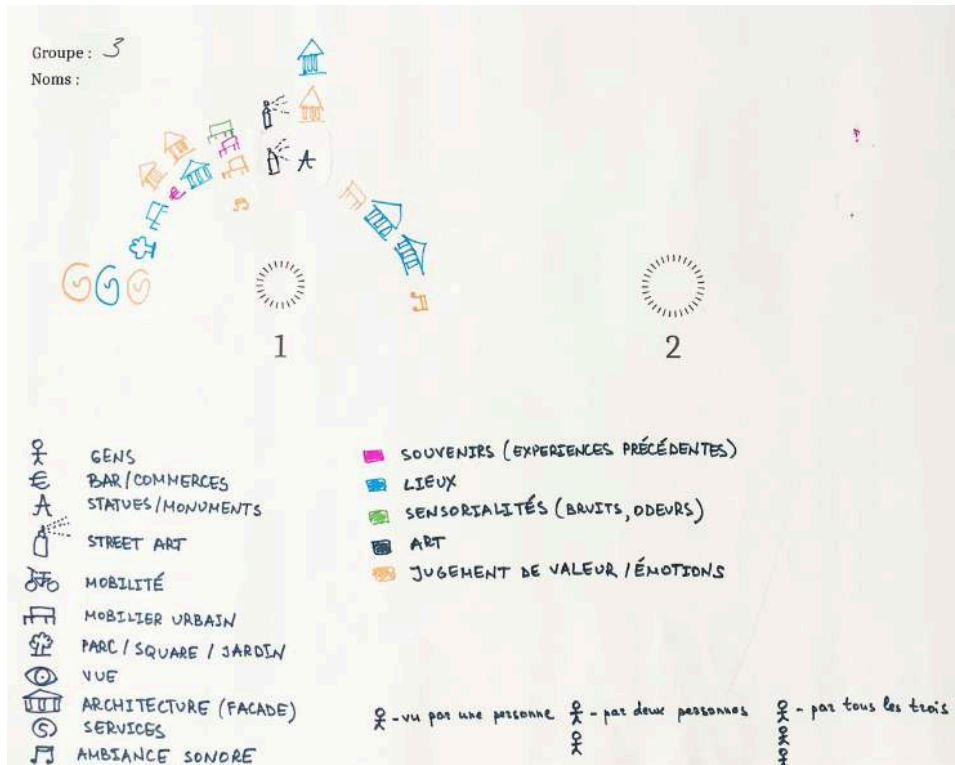 Groupe : 3
Noms :
1
2
GENS
€ BAR/COMMERCES
STATUES/MONUMENTS
STREET ART
MOBILITÉ
MOBILIER URBAIN
PARC/SQUARE/JARDIN
VUE
ARCHITECTURE (FACADE)
SERVICES
AMBIANCE SONORE
SOUVENIRS (EXPERIENCES PRÉCÉDENTES)
LIEUX
SENSORIALITÉS (BRUITS, ODEURS)
ART
JUGEMENT DE VALEUR / ÉMOTIONS
- vu par une personne
- par deux personnes
- par tous les trois